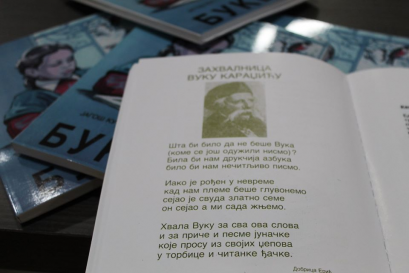 ЗАХВАЛНИЦА
ВУКУ КАРАЏИЋУ
Шта би било да не беше Вука
(коме се још одужили нисмо)?
Била би нам друкчија азбука
било би нам нечитљиво писмо.
Иако је рођен у невреме
кад нам племе беше глувонемо
сејао је свуда златно семе
он сејао а ми сада жњемо.
Хвала Вуку за сва ова слова
и за приче и песме јуначке
које просу из својих џепова
у торбице и читанке ђачке.
Добрица Ерић
БУК
БУК